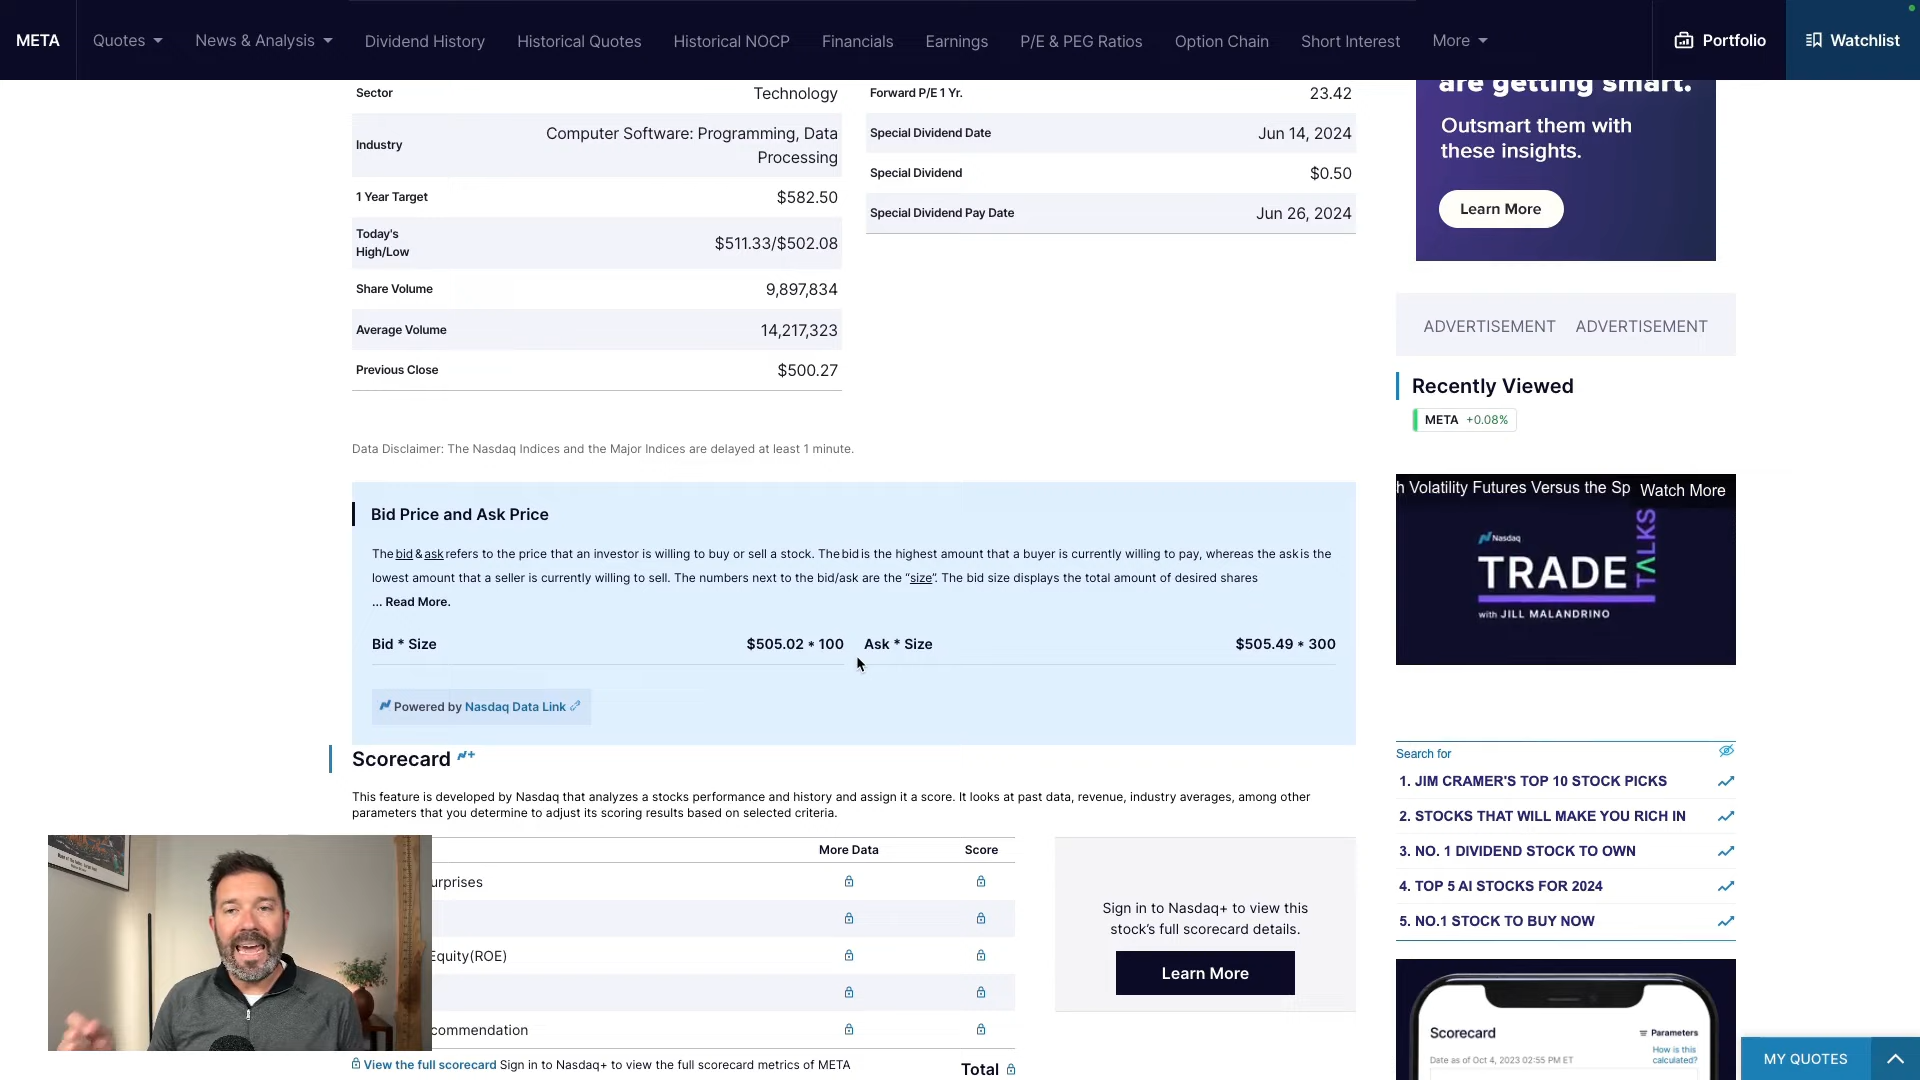 META
Quotes
News & Analysis
Dividend History
Historical Quotes
Historical NOCP
Financials
Earnings
P/E & PEG Ratios
Option Chain
Short Interest
More
Portfolio
Watchlist
Sector
Technology
Industry
Computer Software: Programming, Data
Processing
1 Year Target
$582.50
Today's
High/Low
$511.33/$502.08
Share Volume
9,897,834
Average Volume
14,217,323
Previous Close
$500.27
Forward P/E 1 Yr.
23.42
Special Dividend Date
Jun 14, 2024
Special Dividend
$0.50
Special Dividend Pay Date
Jun 26, 2024
are getting smart.
Outsmart them with
these insights.
Learn More
ADVERTISEMENT ADVERTISEMENT
Recently Viewed
META +0.08%
Data Disclaimer: The Nasdaq Indices and the Major Indices are delayed at least 1 minute.
Bid Price and Ask Price
The bid & ask refers to the price that an investor is willing to buy or sell a stock. The bid is the highest amount that a buyer is currently willing to pay, whereas the ask is the
lowest amount that a seller is currently willing to sell. The numbers next to the bid/ask are the “size”. The bid size displays the total amount of desired shares
... Read More.
Bid * Size
$505.02 * 100
Ask * Size
$505.49 * 300
Powered by Nasdaq Data Link
h Volatility Futures Versus the Sp
Watch More
Nasdaq
TRADE
TALKS
with JILL MALANDRINO
Scorecard
This feature is developed by Nasdaq that analyzes a stocks performance and history and assign it a score. It looks at past data, revenue, industry averages, among other
parameters that you determine to adjust its scoring results based on selected criteria.
More Data
Score
urprises
Equity(ROE)
commendation
View the full scorecard Sign in to Nasdaq+ to view the full scorecard metrics of META
Total
Sign in to Nasdaq+ to view this
stock's full scorecard details.
Learn More
Search for
1. JIM CRAMER'S TOP 10 STOCK PICKS
2. STOCKS THAT WILL MAKE YOU RICH IN
3. NO. 1 DIVIDEND STOCK TO OWN
4. TOP 5 AI STOCKS FOR 2024
5. NO.1 STOCK TO BUY NOW
Scorecard
Parameters
Date as of Oct 4, 2023 02:55 PM ET
How is this
calculated?
MY QUOTES